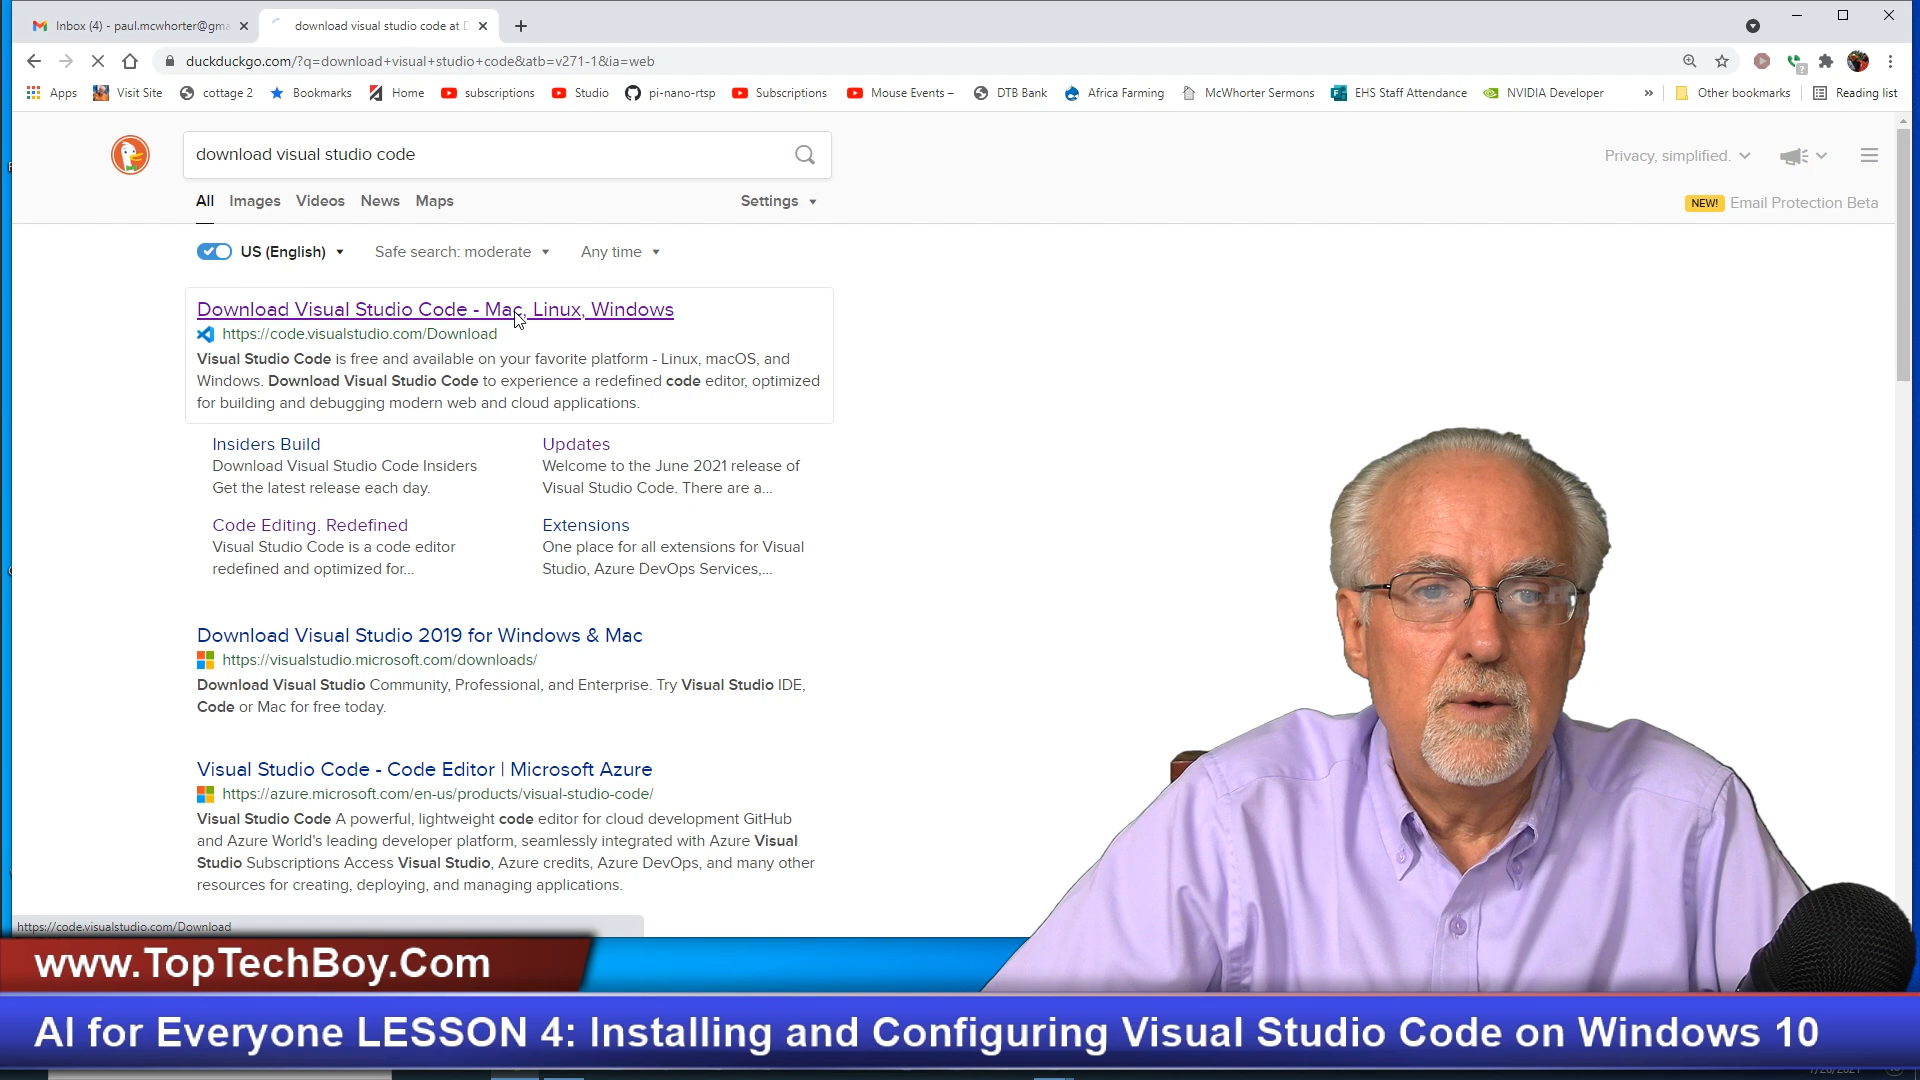 Inbox (4) - paul.mcwhorter@gma
download visual studio code at D
duckduckgo.com/?q=download+visual+studio+code&atb=v271-1&ia=web
Apps Visit Site cottage 2 Bookmarks Home subscriptions Studio pi-nano-rtsp Subscriptions Mouse Events – DTB Bank Africa Farming McWhorter Sermons EHS Staff Attendance NVIDIA Developer » Other bookmarks Reading list
download visual studio code
Privacy, simplified.
All Images Videos News Maps Settings
NEW! Email Protection Beta
US (English) Safe search: moderate Any time
Download Visual Studio Code - Mac, Linux, Windows
https://code.visualstudio.com/Download
Visual Studio Code is free and available on your favorite platform - Linux, macOS, and
Windows. Download Visual Studio Code to experience a redefined code editor, optimized
for building and debugging modern web and cloud applications.
Insiders Build
Download Visual Studio Code Insiders
Get the latest release each day.
Updates
Welcome to the June 2021 release of
Visual Studio Code. There are a...
Code Editing. Redefined
Visual Studio Code is a code editor
redefined and optimized for...
Extensions
One place for all extensions for Visual
Studio, Azure DevOps Services,...
Download Visual Studio 2019 for Windows & Mac
https://visualstudio.microsoft.com/downloads/
Download Visual Studio Community, Professional, and Enterprise. Try Visual Studio IDE,
Code or Mac for free today.
Visual Studio Code - Code Editor | Microsoft Azure
https://azure.microsoft.com/en-us/products/visual-studio-code/
Visual Studio Code A powerful, lightweight code editor for cloud development GitHub
and Azure World's leading developer platform, seamlessly integrated with Azure Visual
Studio Subscriptions Access Visual Studio, Azure credits, Azure DevOps, and many other
resources for creating, deploying, and managing applications.
https://code.visualstudio.com/Download
www.TopTechBoy.Com
AI for Everyone LESSON 4: Installing and Configuring Visual Studio Code on Windows 10